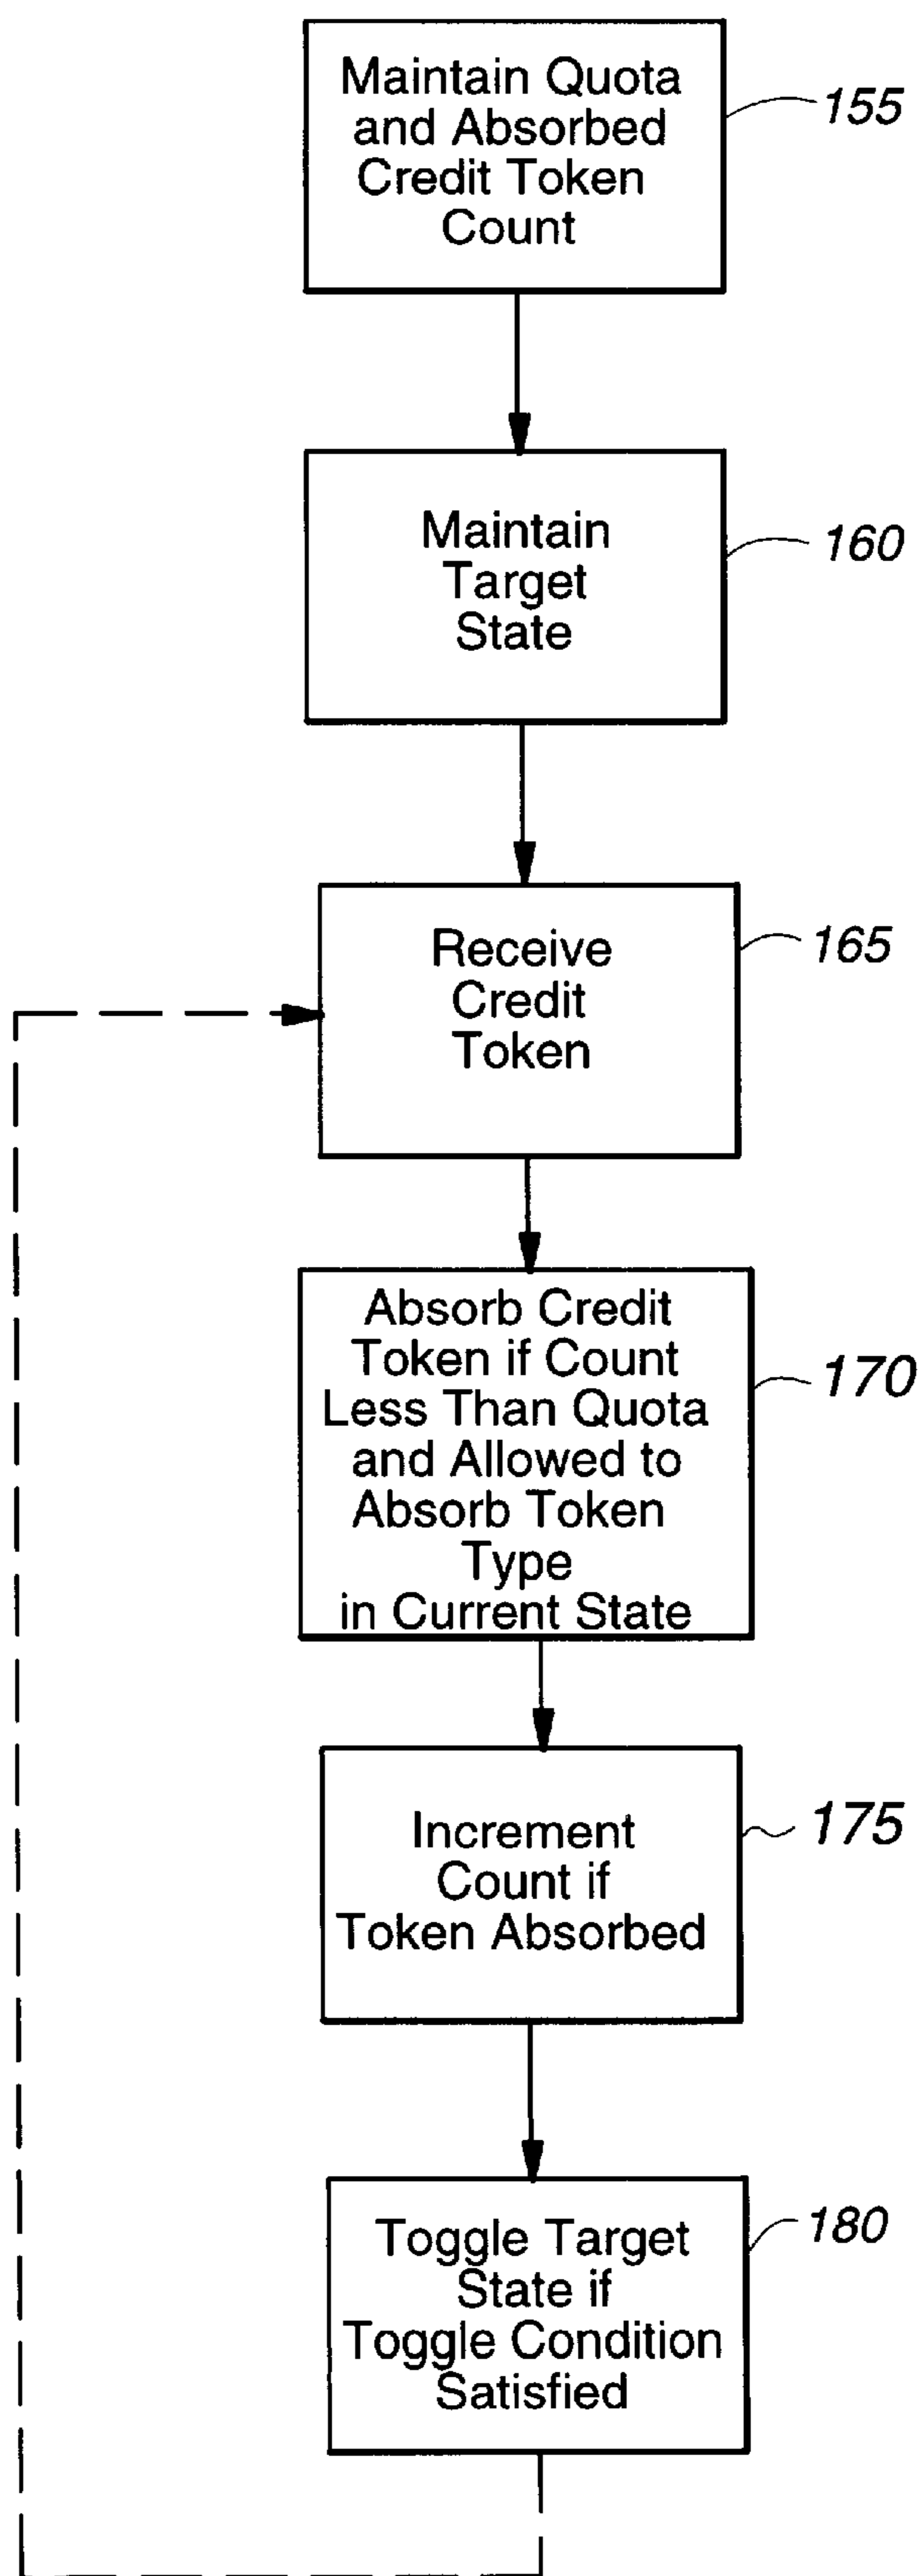 Maintain Quota
and Absorbed
Credit Token
Count
155
Maintain
Target
State
160
Receive
Credit
Token
165
Absorb Credit
Token if Count
Less Than Quota
and Allowed to
Absorb Token
Type
in Current State
170
Increment
Count if
Token Absorbed
175
Toggle Target
State if
Toggle Condition
Satisfied
180